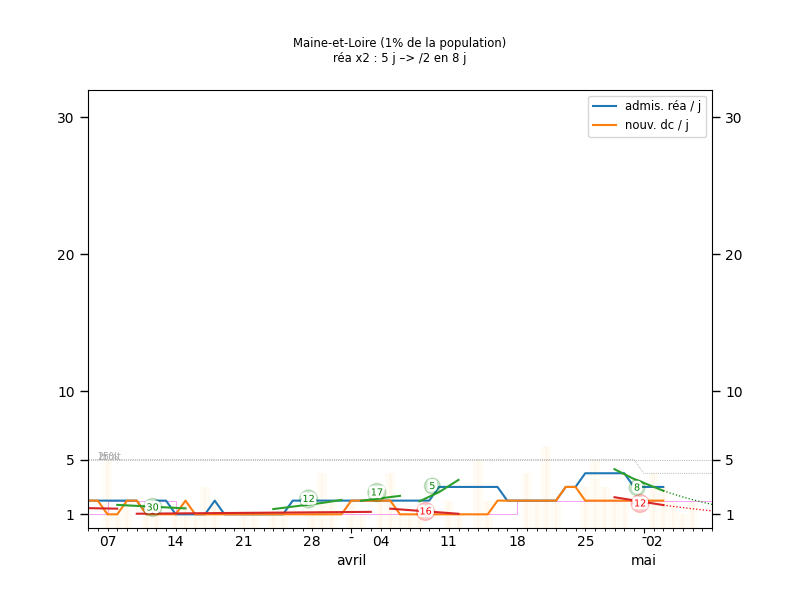 Maine-et-Loire (1% de la population)
réa x2 : 5 j –> /2 en 8 j
admis. réa / j
nouv. dc / j
30 30
20 20
10 10
5 5
1 1
30 12 17 5 16 8 12
07 14 21 28 - 04 11 18 25 - 02
avril mai